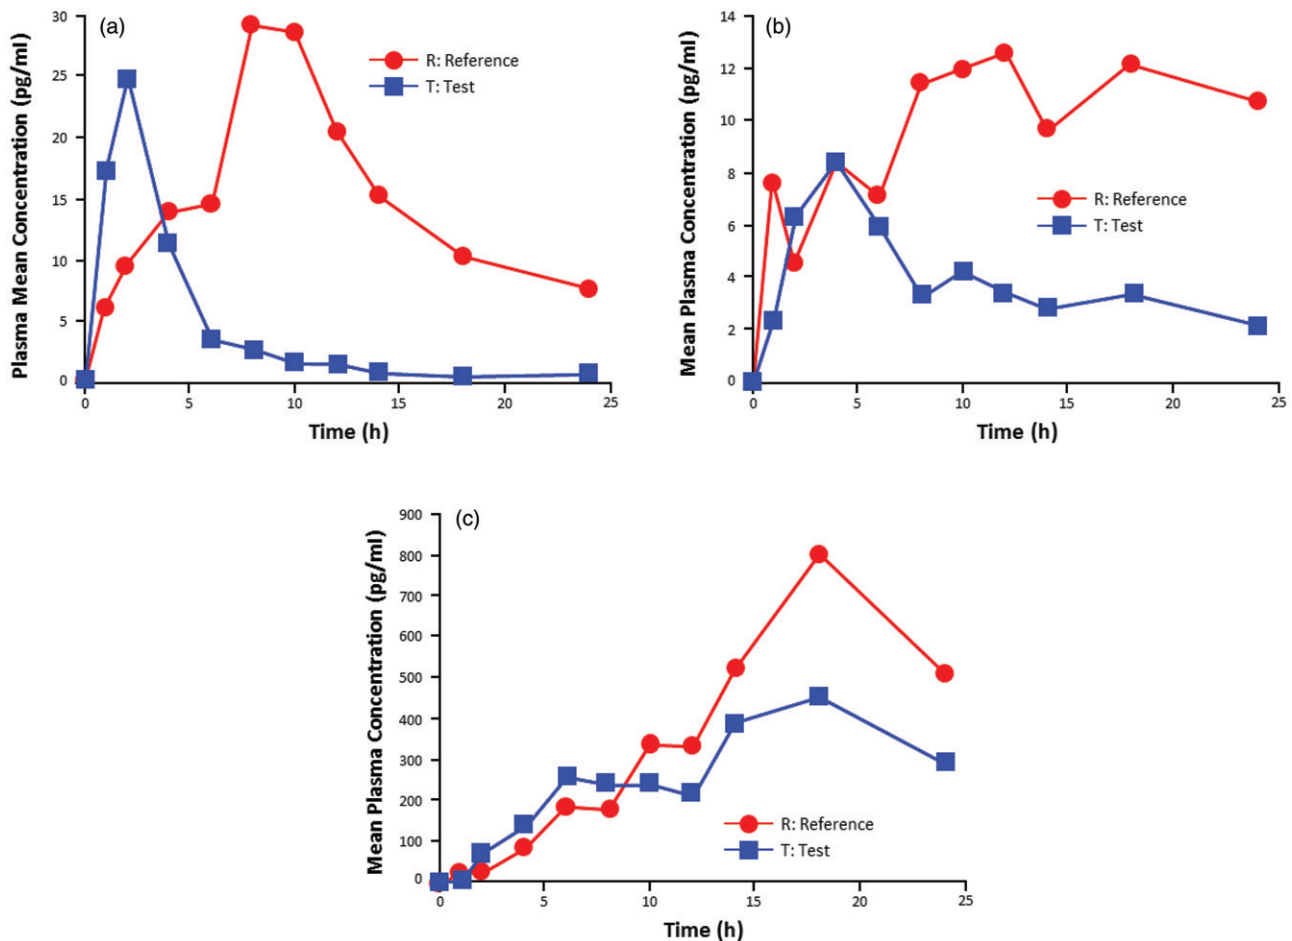 (a)
Plasma Mean Concentration (pg/ml)
30
25
20
15
10
5
0
0 5 10 15 20 25
Time (h)
R: Reference
T: Test
(b)
Mean Plasma Concentration (pg/ml)
14
12
10
8
6
4
2
0
0 5 10 15 20 25
Time (h)
R: Reference
T: Test
(c)
Mean Plasma Concentration (pg/ml)
900
800
700
600
500
400
300
200
100
0
0 5 10 15 20 25
Time (h)
R: Reference
T: Test